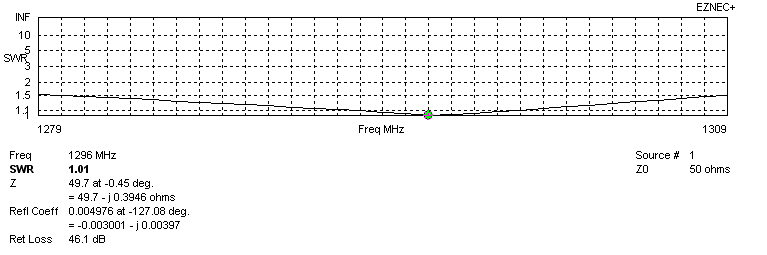 EZNEC+
INF
10
5
SWR
3
2
1.5
1.1
1279 Freq MHz 1309
Freq 1296 MHz Source # 1
SWR 1.01 Z0 50 ohms
Z 49.7 at -0.45 deg.
= 49.7 - j 0.3946 ohms
Refl Coeff 0.004976 at -127.08 deg.
= -0.003001 - j 0.00397
Ret Loss 46.1 dB